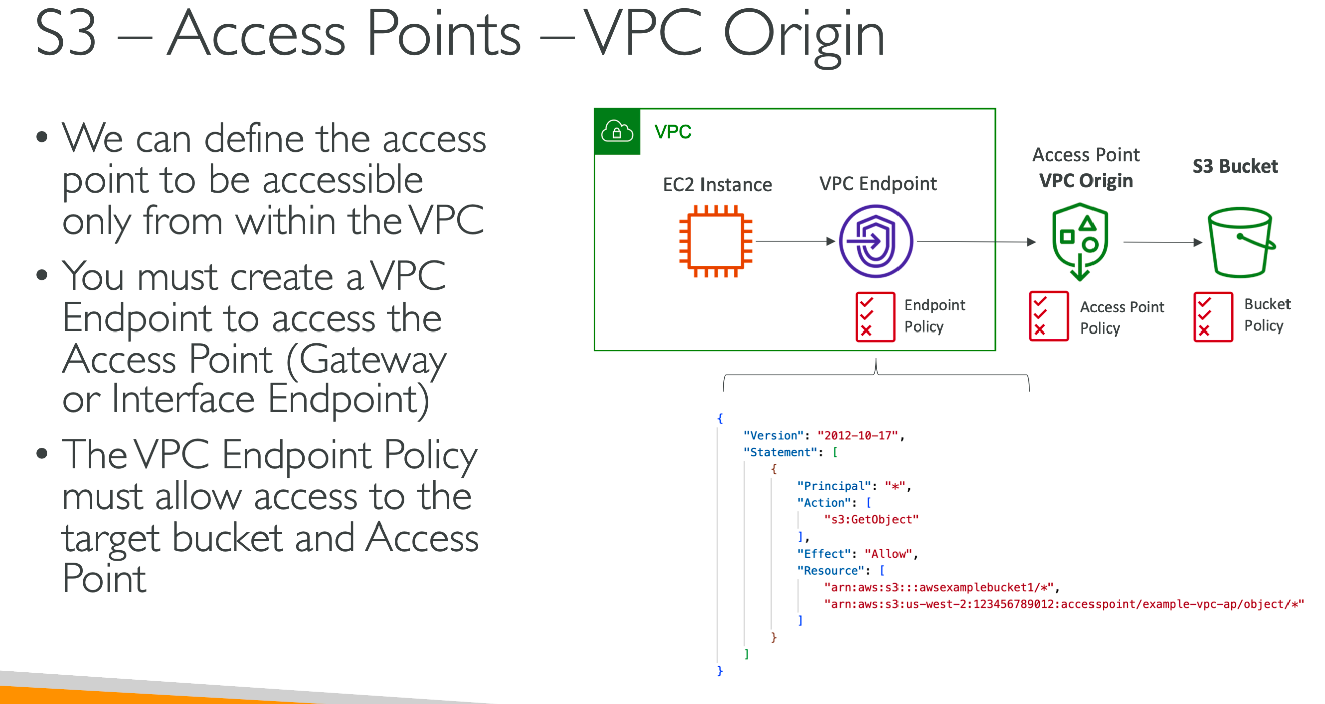 S3 – Access Points – VPC Origin
• We can define the access
point to be accessible
only from within the VPC
• You must create a VPC
Endpoint to access the
Access Point (Gateway
or Interface Endpoint)
• The VPC Endpoint Policy
must allow access to the
target bucket and Access
Point
VPC
EC2 Instance
VPC Endpoint
Access Point
VPC Origin
S3 Bucket
Endpoint
Policy
Access Point
Policy
Bucket
Policy
{
"Version": "2012-10-17",
"Statement": [
{
"Principal": "*",
"Action": [
"s3:GetObject"
],
"Effect": "Allow",
"Resource": [
"arn:aws:s3:::awsexamplebucket1/*",
"arn:aws:s3:us-west-2:123456789012:accesspoint/example-vpc-ap/object/*"
]
}
]
}